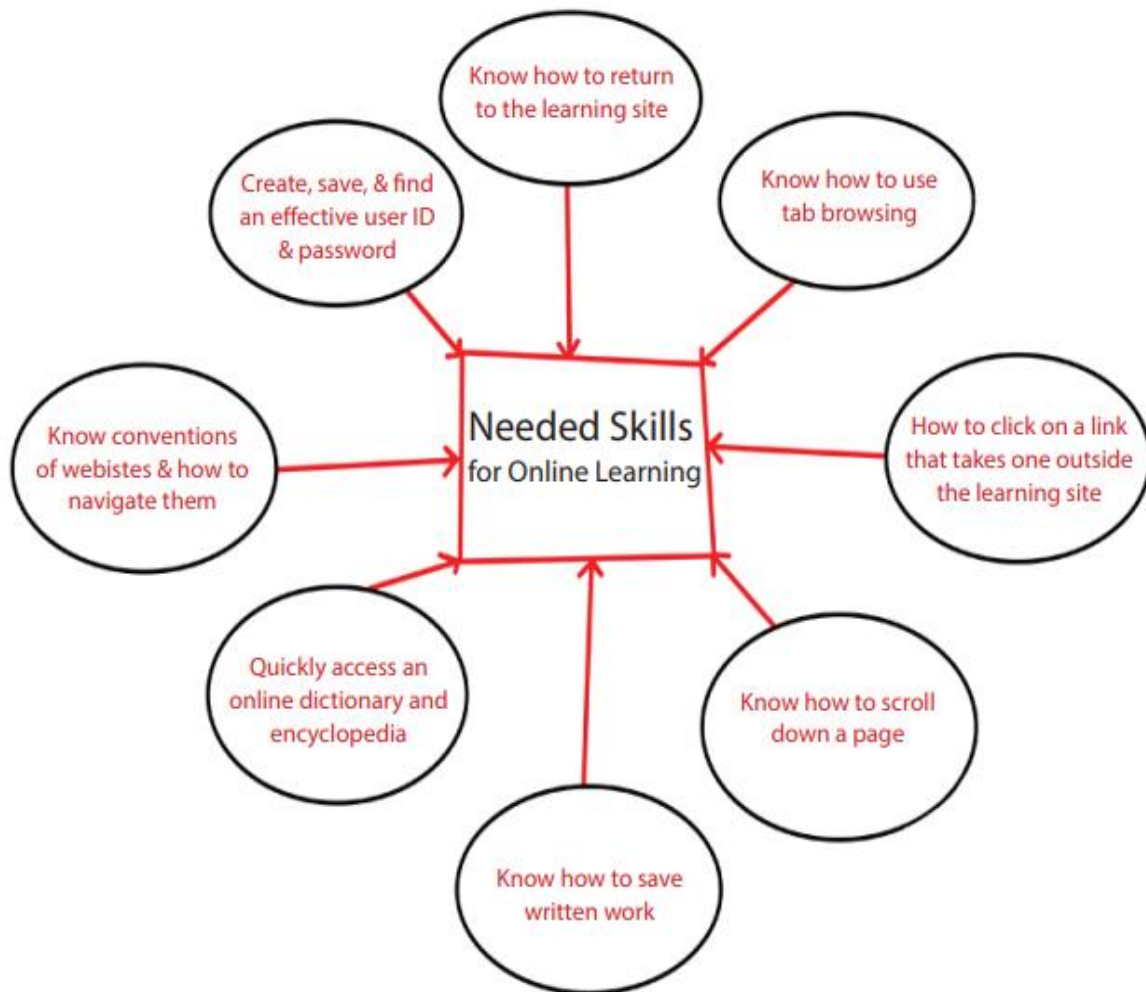 Know how to return
to the learning site
Create, save, & find
an effective user ID
& password
Know how to use
tab browsing
Needed Skills
for Online Learning
Know conventions
of webistes & how to
navigate them
How to click on a link
that takes one outside
the learning site
Quickly access an
online dictionary and
encyclopedia
Know how to scroll
down a page
Know how to save
written work